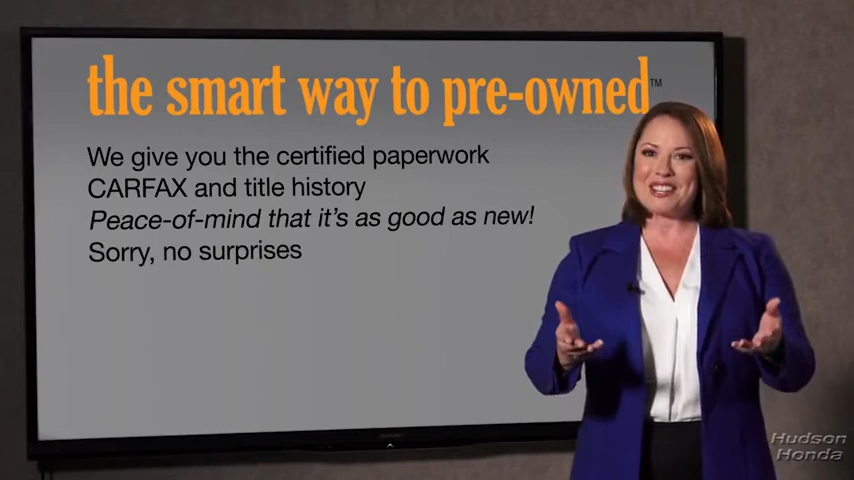 the smart way to pre-owned™
We give you the certified paperwork
CARFAX and title history
Peace-of-mind that it's as good as new!
Sorry, no surprises
Hudson
Honda